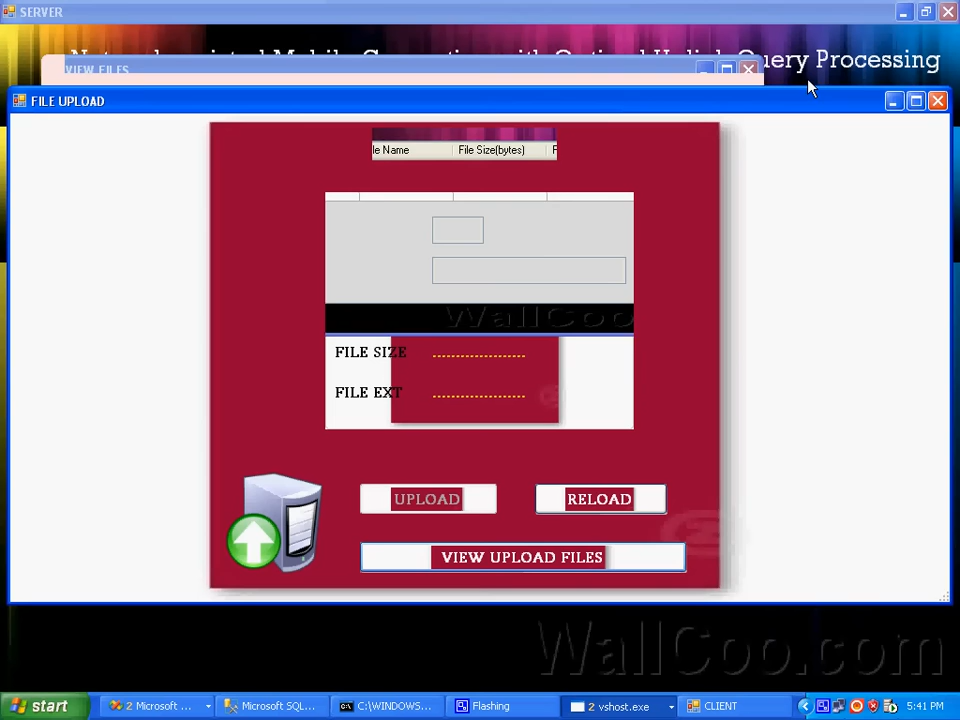 SERVER
Query Processing
VIEW FILES
FILE UPLOAD
le Name File Size(bytes) F
WallCoo
FILE SIZE ....................
FILE EXT ....................
UPLOAD RELOAD
VIEW UPLOAD FILES
WallCoo.com
start 2 Microsoft ... Microsoft SQL... C:\WINDOWS... Flashing 2 vshost.exe CLIENT 5:41 PM